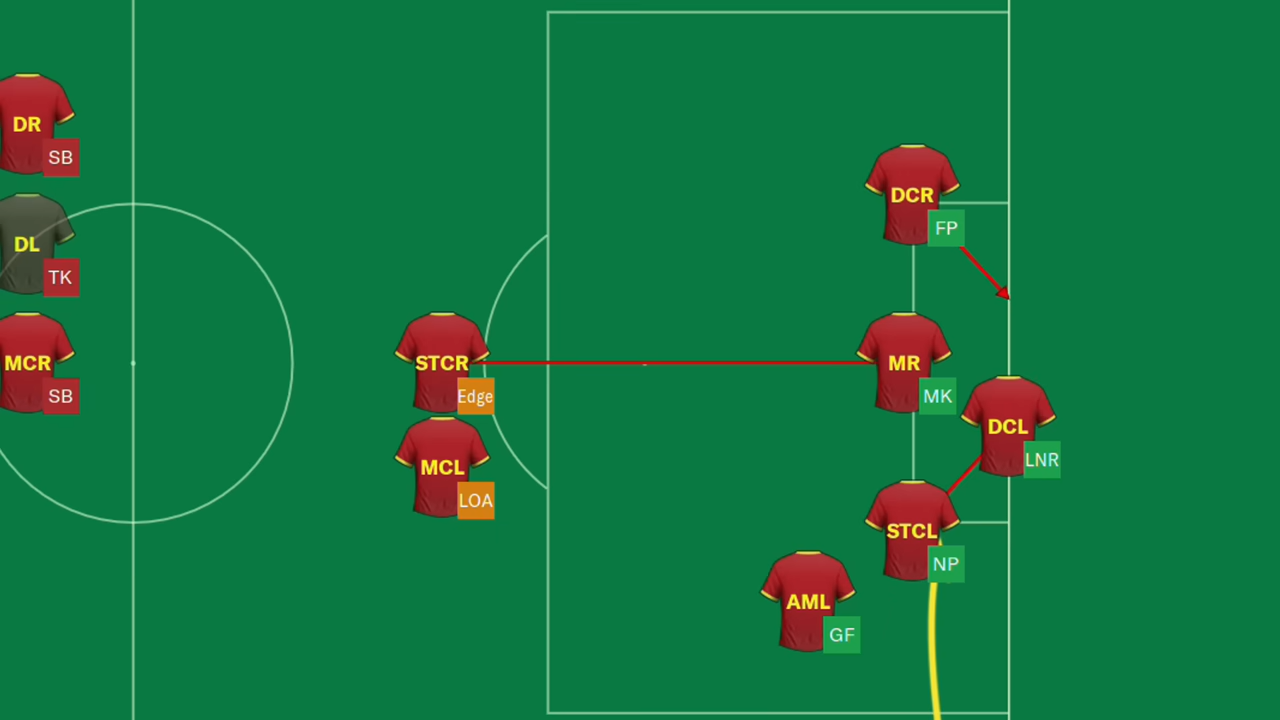 DR
SB
DL
TK
MCR
SB
STCR
Edge
MCL
LOA
DCR
FP
MR
MK
DCL
LNR
STCL
NP
AML
GF